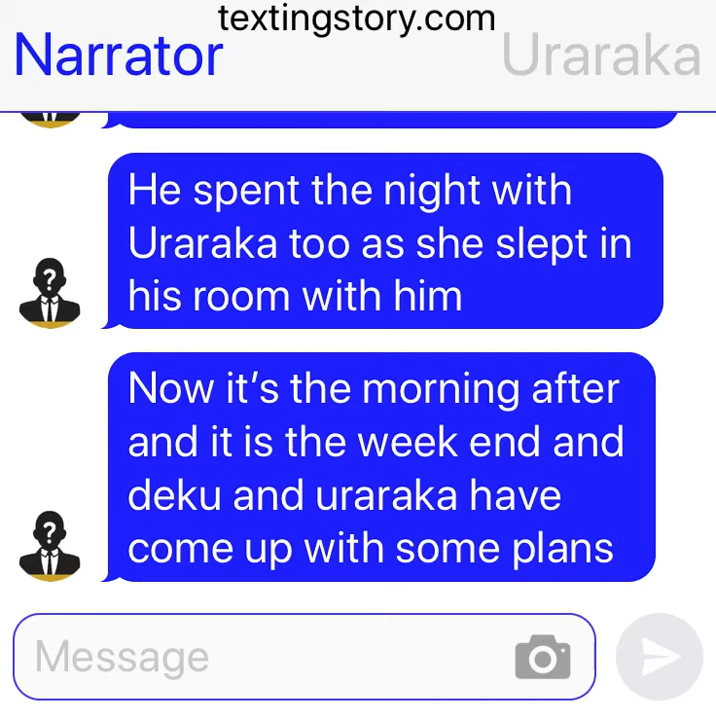 textingstory.com
Narrator
Uraraka
He spent the night with
Uraraka too as she slept in
his room with him
Now it’s the morning after
and it is the week end and
deku and uraraka have
come up with some plans
Message